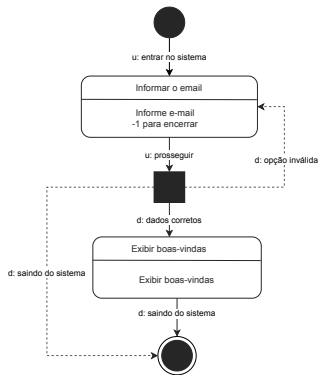 u: entrar no sistema
Informar o email
Informe e-mail
-1 para encerrar
u: prosseguir
d: opção inválida
d: dados corretos
Exibir boas-vindas
d: saindo do sistema
Exibir boas-vindas
d: saindo do sistema